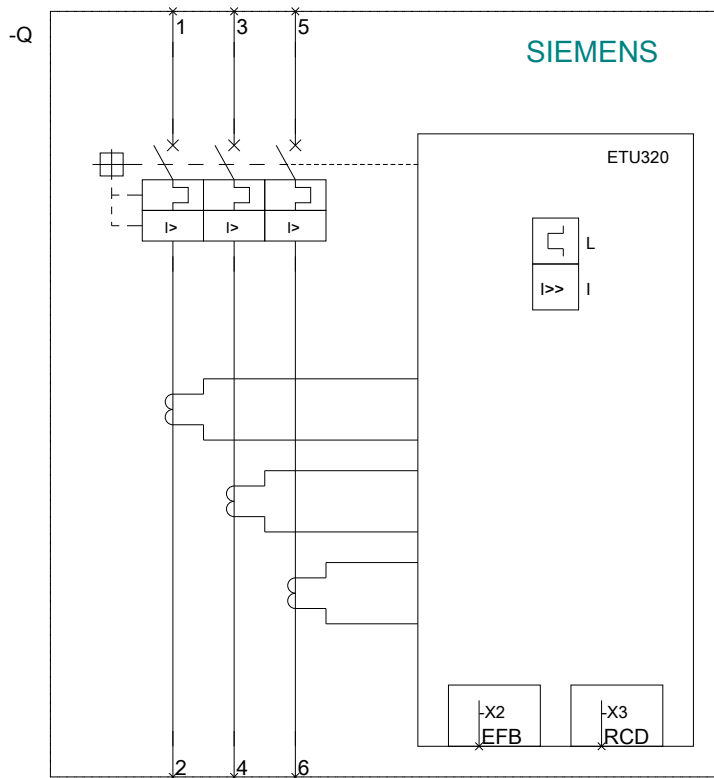 -Q
1 3 5
SIEMENS
ETU320
L
I> I> I>
I>> I
-X2 -X3
EFB RCD
2 4 6